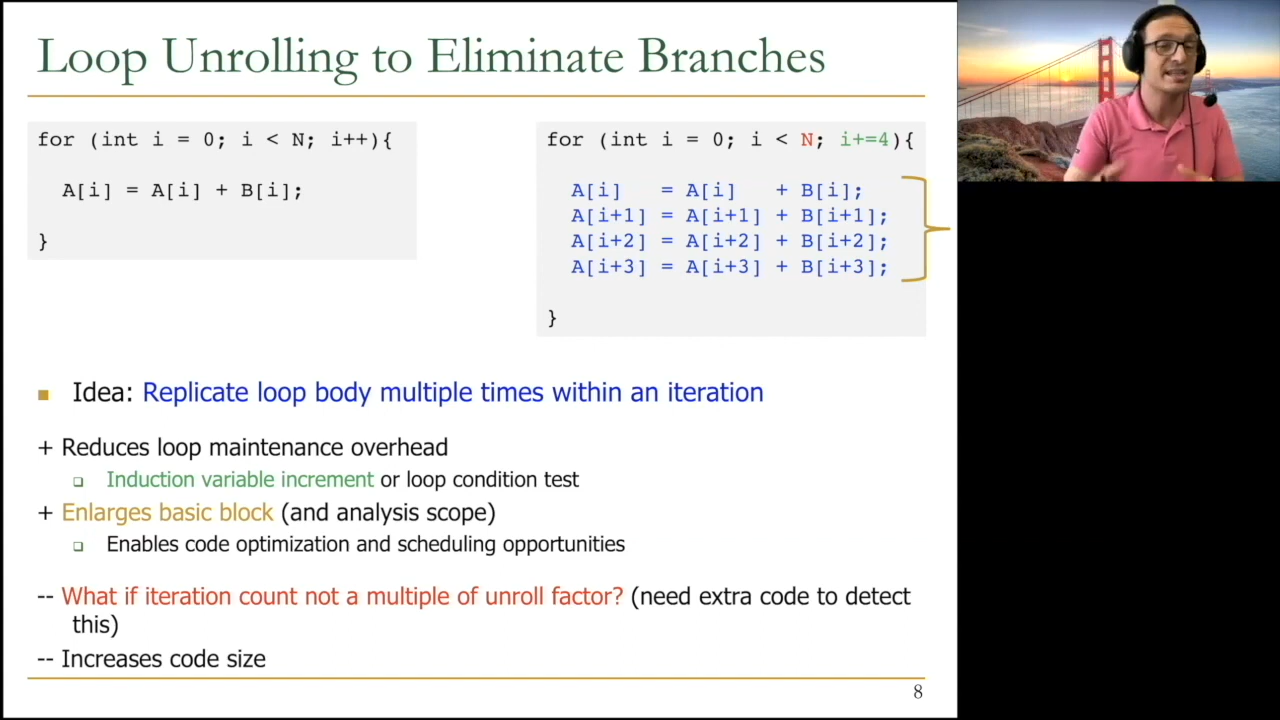 Loop Unrolling to Eliminate Branches
for (int i = 0; i < N; i++){
A[i] = A[i] + B[i];
}
for (int i = 0; i < N; i+=4){
A[i]   = A[i]   + B[i];
A[i+1] = A[i+1] + B[i+1];
A[i+2] = A[i+2] + B[i+2];
A[i+3] = A[i+3] + B[i+3];
}
Idea: Replicate loop body multiple times within an iteration
+ Reduces loop maintenance overhead
Induction variable increment or loop condition test
+ Enlarges basic block (and analysis scope)
Enables code optimization and scheduling opportunities
-- What if iteration count not a multiple of unroll factor? (need extra code to detect
this)
-- Increases code size
8